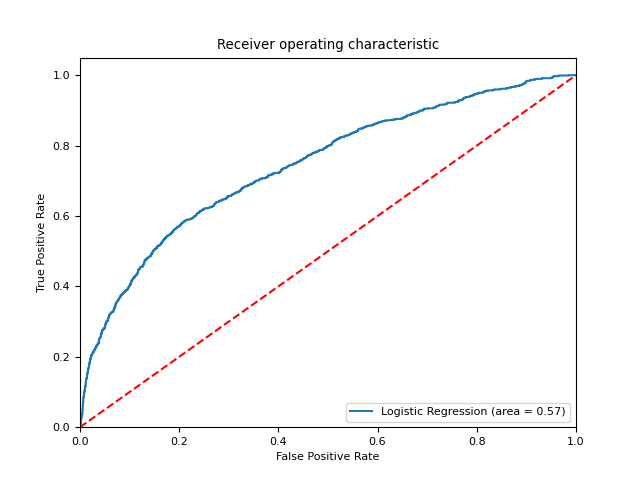 Receiver operating characteristic
1.0
0.8
0.6
0.4
0.2
0.0
True Positive Rate
Logistic Regression (area = 0.57)
0.0 0.2 0.4 0.6 0.8 1.0
False Positive Rate